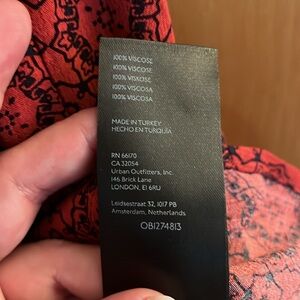 100% VISCOSE
100% VISCOSE
100% VISKOSE
100% VISCOSA
100% VISCOSA
MADE IN TURKEY
HECHO EN TURQUÍA
RN 66170
CA 32054
Urban Outfitters, Inc.
146 Brick Lane
LONDON, E1 6RU
Leidsestraat 32, 1017 PB
Amsterdam, Netherlands
OB1274813